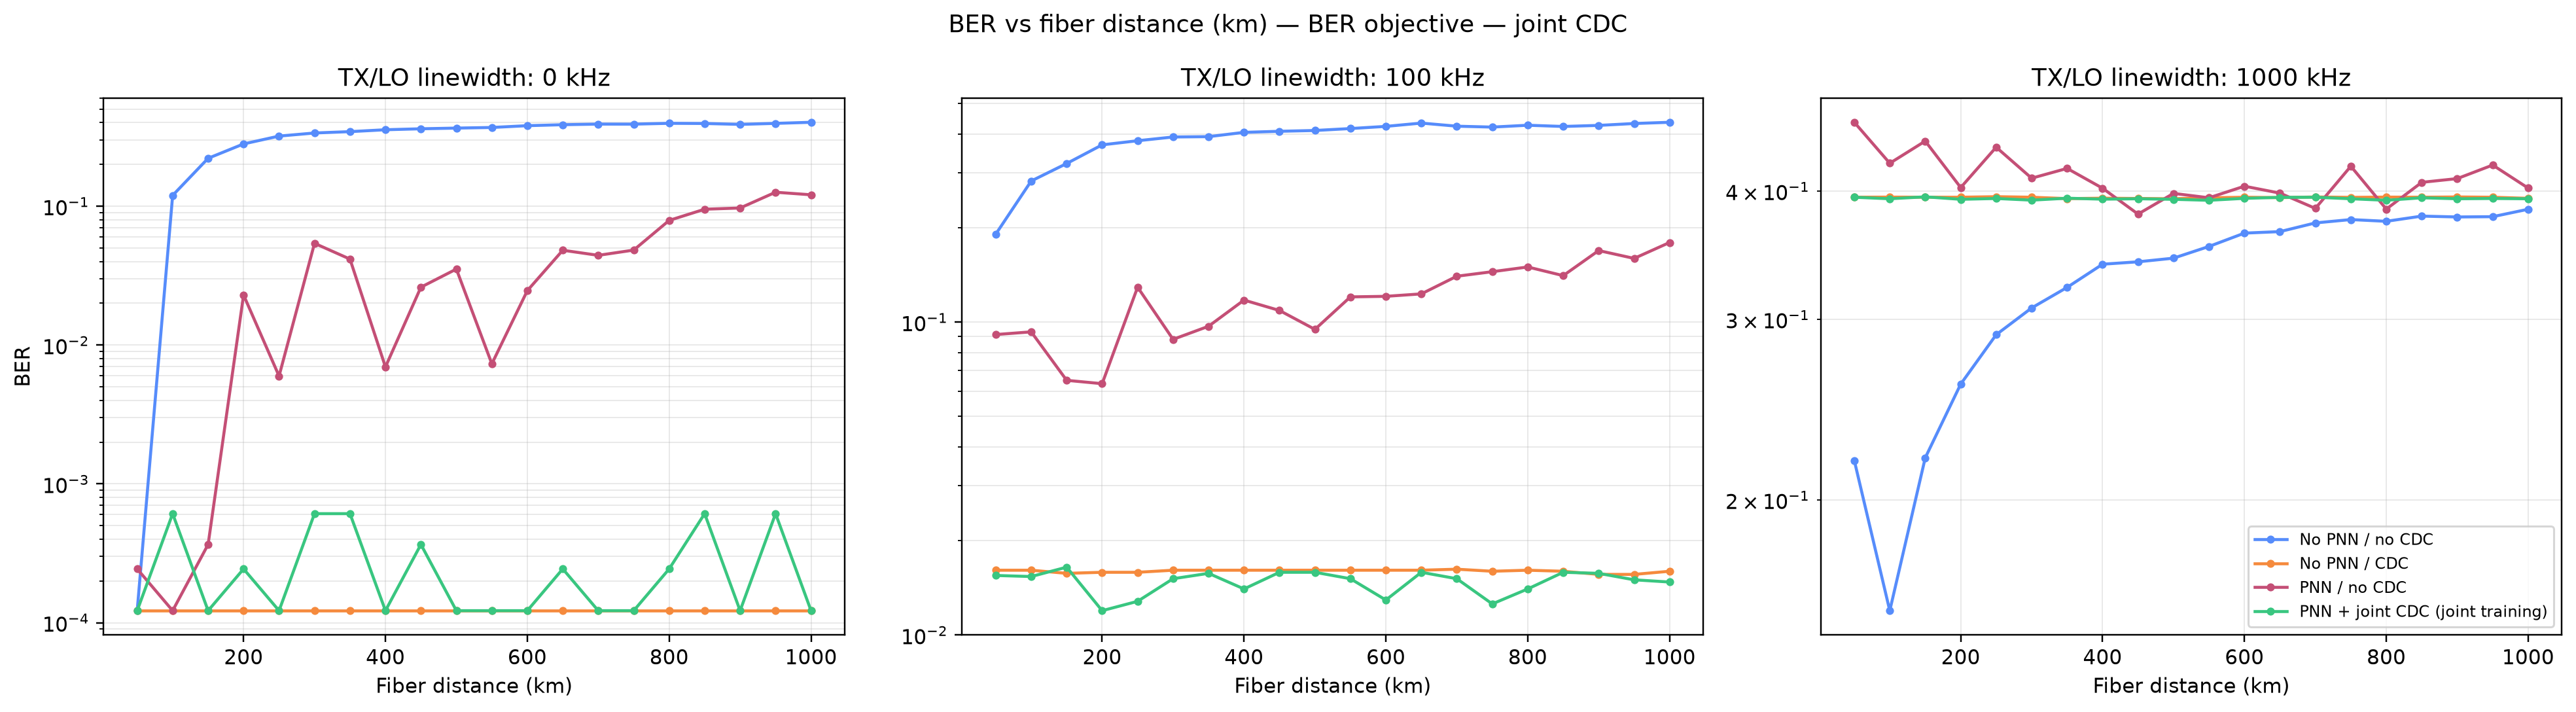 BER vs fiber distance (km) — BER objective — joint CDC
TX/LO linewidth: 0 kHz
BER
10⁻¹
10⁻²
10⁻³
10⁻⁴
200
400
600
800
1000
Fiber distance (km)
TX/LO linewidth: 100 kHz
10⁻¹
10⁻²
200
400
600
800
1000
Fiber distance (km)
TX/LO linewidth: 1000 kHz
4 × 10⁻¹
3 × 10⁻¹
2 × 10⁻¹
200
400
600
800
1000
Fiber distance (km)
No PNN / no CDC
No PNN / CDC
PNN / no CDC
PNN + joint CDC (joint training)